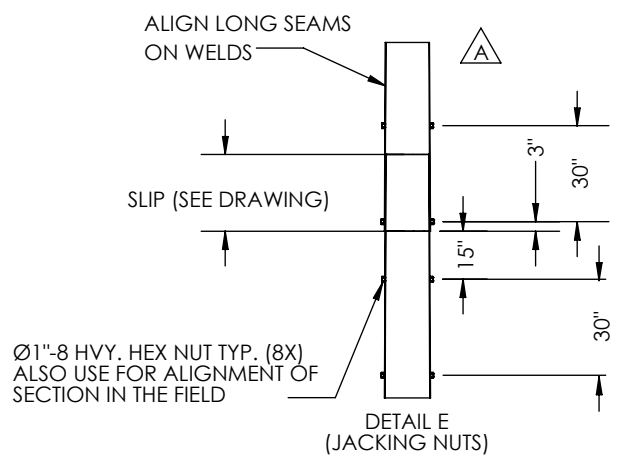 ALIGN LONG SEAMS
ON WELDS
A
3"
30"
SLIP (SEE DRAWING)
15"
30"
Ø1"-8 HVY. HEX NUT TYP. (8X)
ALSO USE FOR ALIGNMENT OF
SECTION IN THE FIELD
DETAIL E
(JACKING NUTS)